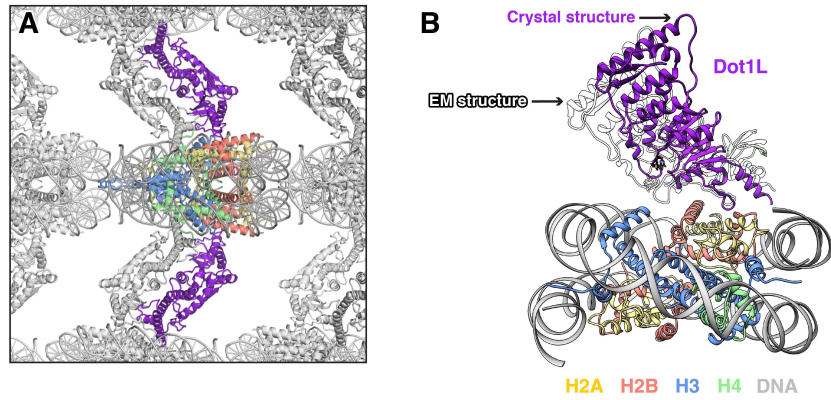 A
B
Crystal structure
Dot1L
EM structure
H2A H2B H3 H4 DNA